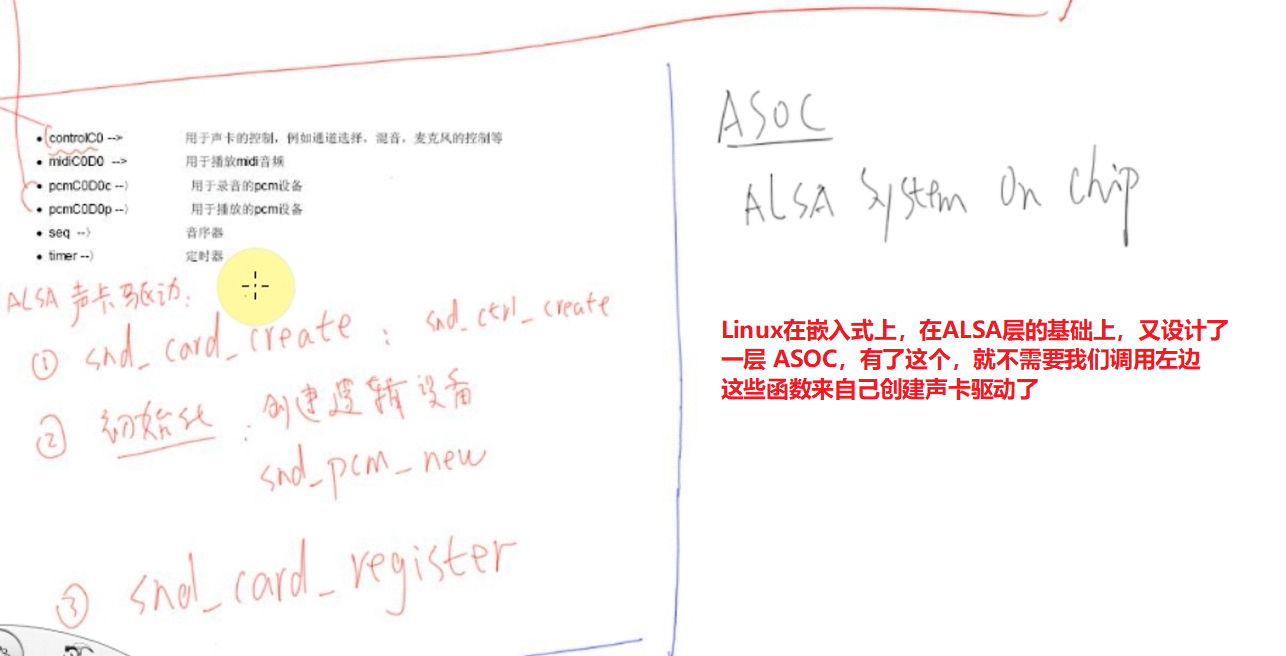 • controlC0 --> 用于声卡的控制，例如通道选择，混音，麦克风的控制等
• midiC0D0 --> 用于播放midi音频
• pcmC0D0c --〉 用于录音的pcm设备
• pcmC0D0p --〉 用于播放的pcm设备
• seq --〉 音序器
• timer --〉 定时器
ALSA 声卡驱动:
① snd_card_create : snd_ctrl_create
② 初始化 : 创建逻辑设备
snd_pcm_new
③ snd_card_register
ASOC
ALSA System On Chip
Linux在嵌入式上，在ALSA层的基础上，又设计了
一层 ASOC，有了这个，就不需要我们调用左边
这些函数来自己创建声卡驱动了